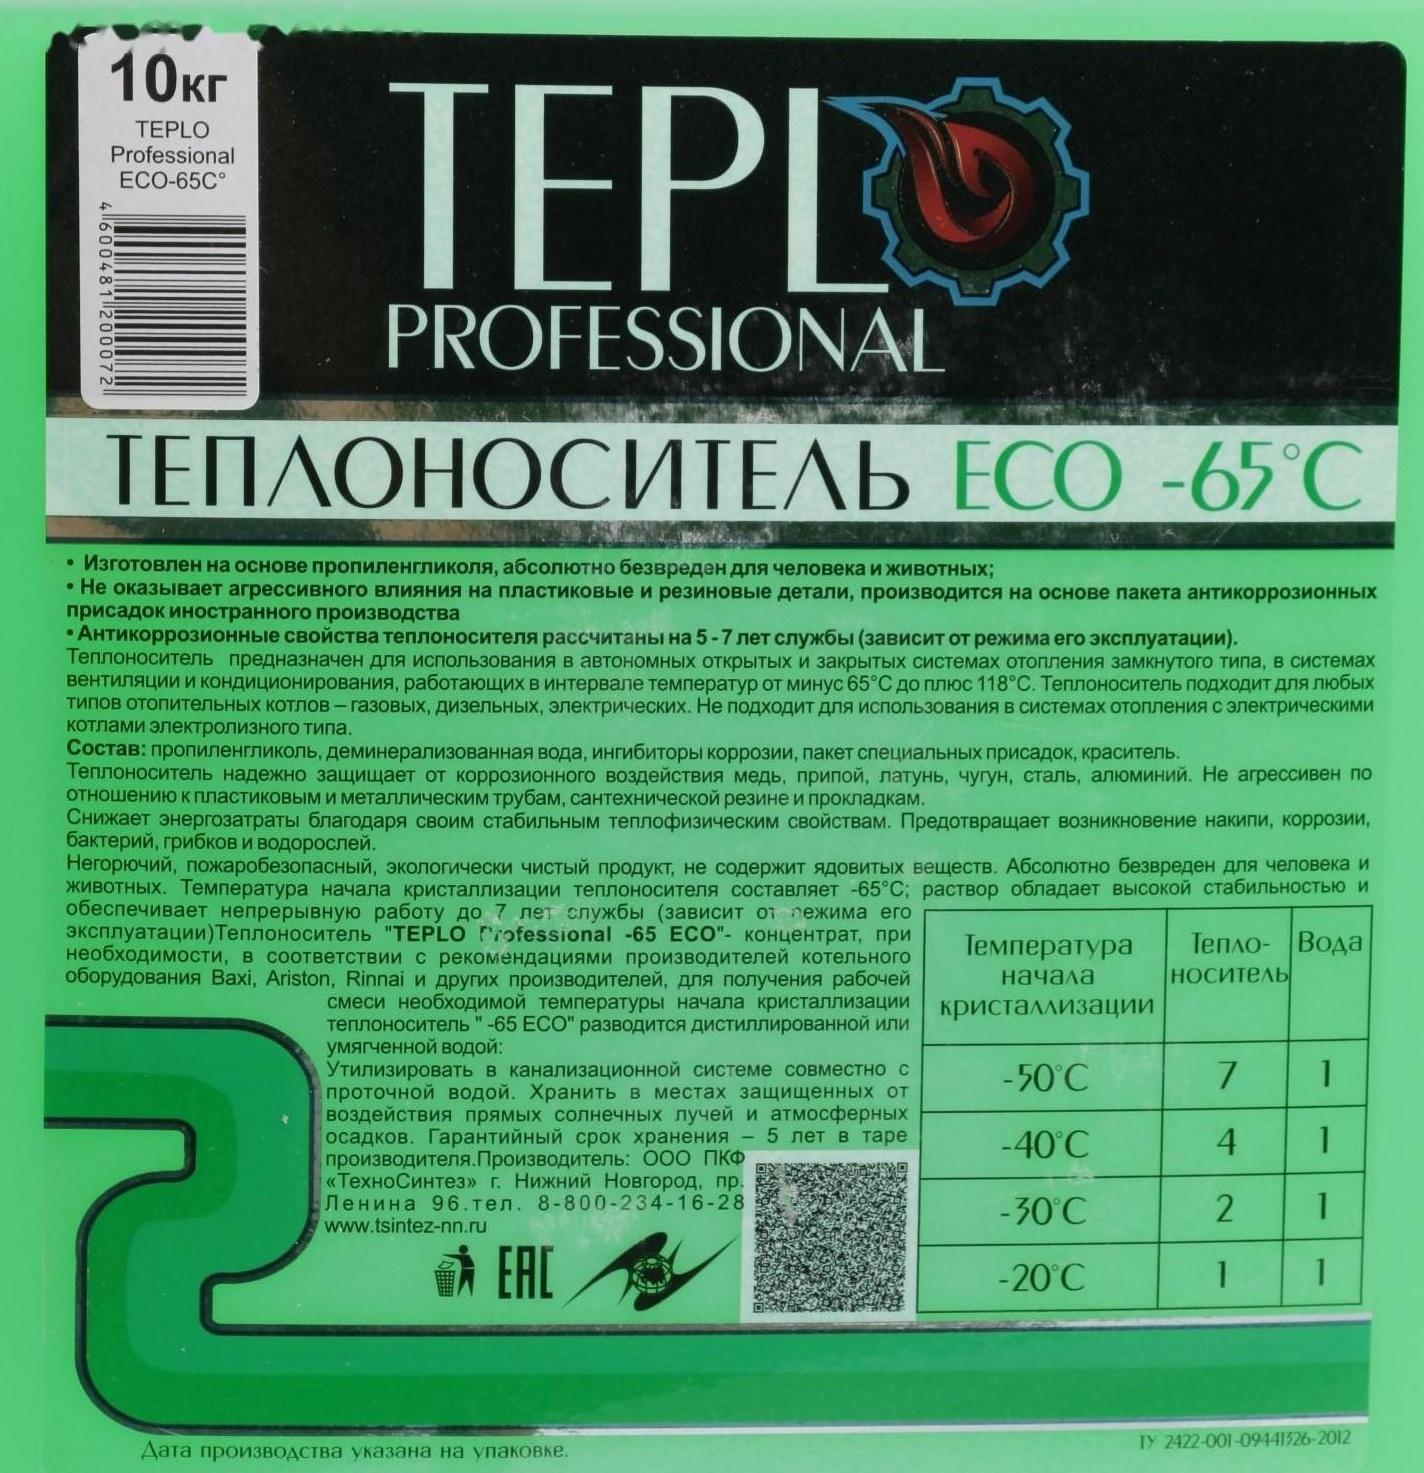 10кг
TEPLO
Professional
ECO-65C°
4600481200072
TEPLO
PROFESSIONAL
ТЕПЛОНОСИТЕЛЬ ECO -65°C
• Изготовлен на основе пропиленгликоля, абсолютно безвреден для человека и животных;
• Не оказывает агрессивного влияния на пластиковые и резиновые детали, производится на основе пакета антикоррозионных
присадок иностранного производства
• Антикоррозионные свойства теплоносителя рассчитаны на 5 - 7 лет службы (зависит от режима его эксплуатации).
Теплоноситель предназначен для использования в автономных открытых и закрытых системах отопления замкнутого типа, в системах
вентиляции и кондиционирования, работающих в интервале температур от минус 65°С до плюс 118°С. Теплоноситель подходит для любых
типов отопительных котлов – газовых, дизельных, электрических. Не подходит для использования в системах отопления с электрическими
котлами электролизного типа.
Состав: пропиленгликоль, деминерализованная вода, ингибиторы коррозии, пакет специальных присадок, краситель.
Теплоноситель надежно защищает от коррозионного воздействия медь, припой, латунь, чугун, сталь, алюминий. Не агрессивен по
отношению к пластиковым и металлическим трубам, сантехнической резине и прокладкам.
Снижает энергозатраты благодаря своим стабильным теплофизическим свойствам. Предотвращает возникновение накипи, коррозии,
бактерий, грибков и водорослей.
Негорючий, пожаробезопасный, экологически чистый продукт, не содержит ядовитых веществ. Абсолютно безвреден для человека и
животных. Температура начала кристаллизации теплоносителя составляет -65°С; раствор обладает высокой стабильностью и
обеспечивает непрерывную работу до 7 лет службы (зависит от режима его
эксплуатации)Теплоноситель "TEPLO Professional -65 ECO"- концентрат, при
необходимости, в соответствии с рекомендациями производителей котельного
оборудования Baxi, Ariston, Rinnai и других производителей, для получения рабочей
смеси необходимой температуры начала кристаллизации
теплоноситель " -65 ECO" разводится дистиллированной или
умягченной водой:
Утилизировать в канализационной системе совместно с
проточной водой. Хранить в местах защищенных от
воздействия прямых солнечных лучей и атмосферных
осадков. Гарантийный срок хранения – 5 лет в таре
производителя.Производитель: ООО ПКФ
«ТехноСинтез» г. Нижний Новгород, пр.
Ленина 96.тел. 8-800-234-16-28
www.tsintez-nn.ru
EAC
Температура начала кристаллизации Тепло-носитель Вода
-50°C 7 1
-40°C 4 1
-30°C 2 1
-20°C 1 1
Дата производства указана на упаковке.
ТУ 2422-001-09441326-2012